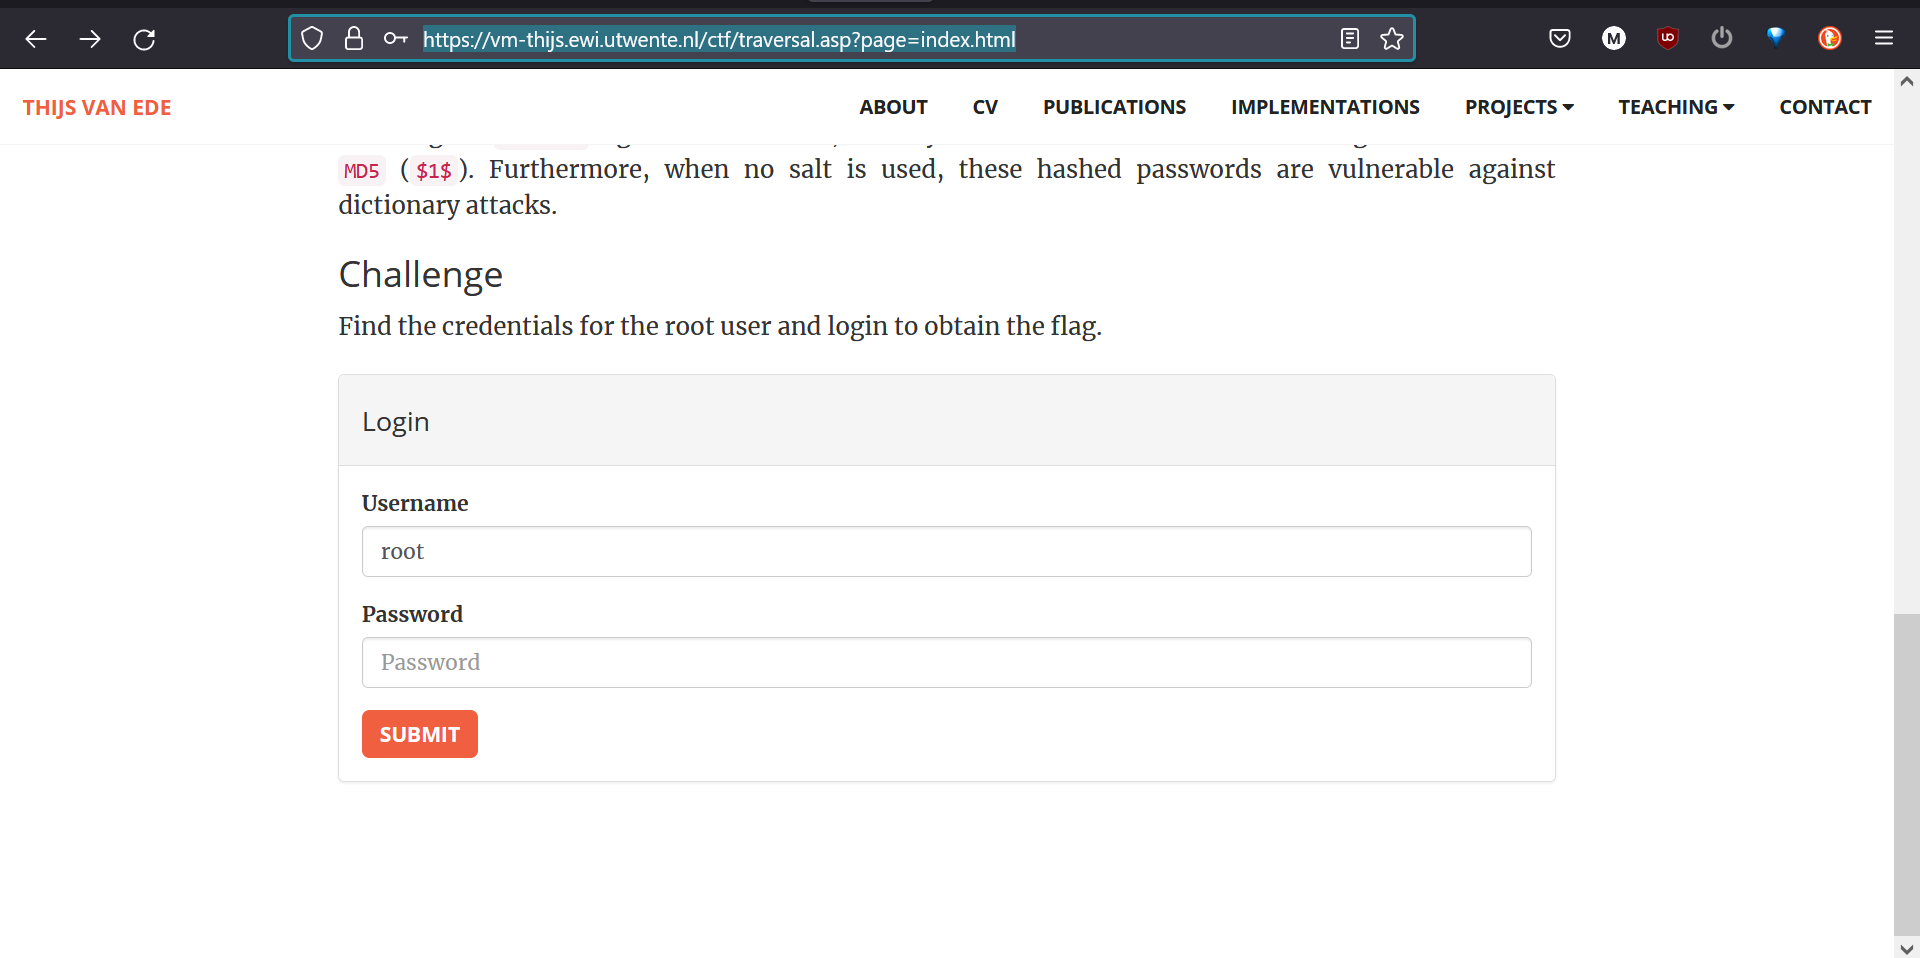 https://vm-thijs.ewi.utwente.nl/ctf/traversal.asp?page=index.html
THIJS VAN EDE
ABOUT CV PUBLICATIONS IMPLEMENTATIONS PROJECTS TEACHING CONTACT
MD5 ($1$). Furthermore, when no salt is used, these hashed passwords are vulnerable against
dictionary attacks.
Challenge
Find the credentials for the root user and login to obtain the flag.
Login
Username
root
Password
Password
SUBMIT